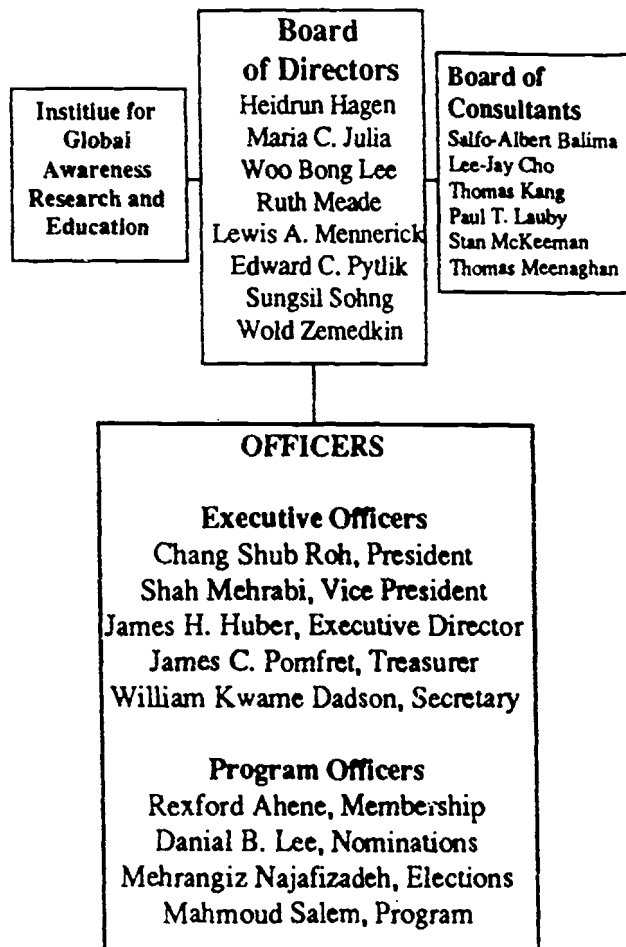 Board
of Directors
Heidrun Hagen
Maria C. Julia
Woo Bong Lee
Ruth Meade
Lewis A. Mennerick
Edward C. Pytlik
Sungsil Sohng
Wold Zemedkin
Institiue for
Global
Awareness
Research and
Education
Board of
Consultants
Salfo-Albert Balima
Lee-Jay Cho
Thomas Kang
Paul T. Lauby
Stan McKeeman
Thomas Meenaghan
OFFICERS
Executive Officers
Chang Shub Roh, President
Shah Mehrabi, Vice President
James H. Huber, Executive Director
James C. Pomfret, Treasurer
William Kwame Dadson, Secretary
Program Officers
Rexford Ahene, Membership
Danial B. Lee, Nominations
Mehrangiz Najafizadeh, Elections
Mahmoud Salem, Program